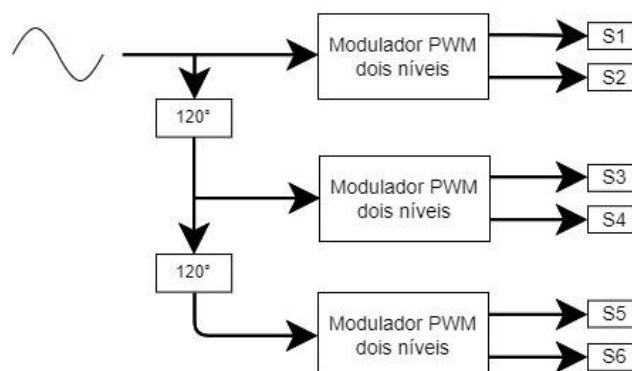 Modulador PWM
dois níveis
S1
S2
120°
Modulador PWM
dois níveis
S3
S4
120°
Modulador PWM
dois níveis
S5
S6